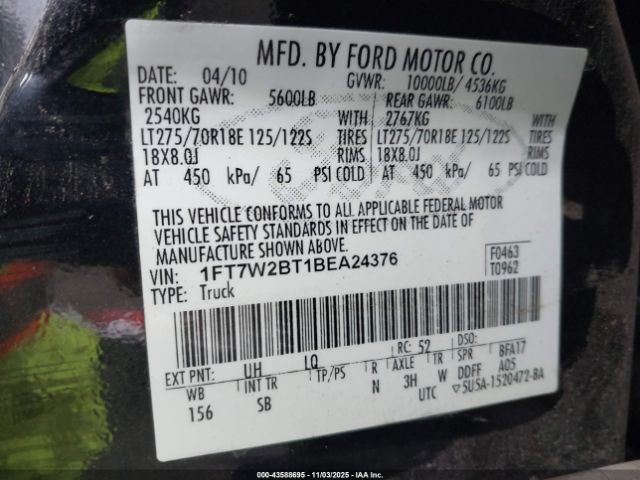 MFD. BY FORD MOTOR CO.
DATE: 04/10 GVWR: 10000LB/ 4536KG
FRONT GAWR: 5600LB REAR GAWR: 6100LB
2540KG WITH 2767KG WITH
LT275/70R18E 125/122S TIRES LT275/70R18E 125/122S TIRES
18X8.0J RIMS 18X8.0J RIMS
AT 450 kPa/ 65 PSI COLD AT 450 kPa/ 65 PSI COLD
THIS VEHICLE CONFORMS TO ALL APPLICABLE FEDERAL MOTOR
VEHICLE SAFETY STANDARDS IN EFFECT ON THE DATE OF
MANUFACTURE SHOWN ABOVE.
VIN: 1FT7W2BT1BEA24376 F0463
TYPE: Truck T0962
EXT PNT: UH LQ RC: 52 DSO:
WB INT TR TP/PS R AXLE TR SPR BFA17
156 SB N 3H W DDFF A05
UTC ▽5U5A-1520472-BA
000-43588695 - 11/03/2025 - IAA Inc.